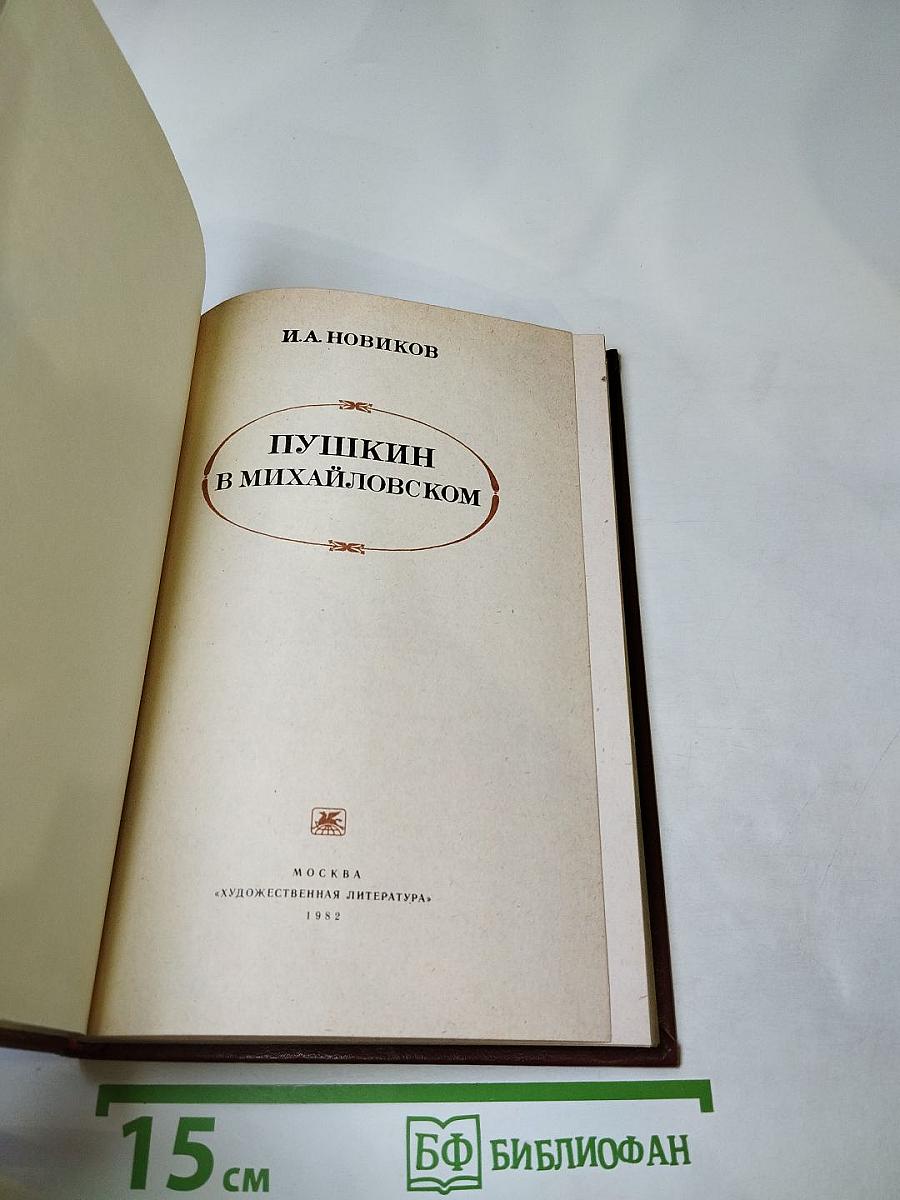 И.А. НОВИКОВ
ПУШКИН
В МИХАЙЛОВСКОМ
МОСКВА
«ХУДОЖЕСТВЕННАЯ ЛИТЕРАТУРА»
1982
15 СМ
БФ БИБЛИОФАН